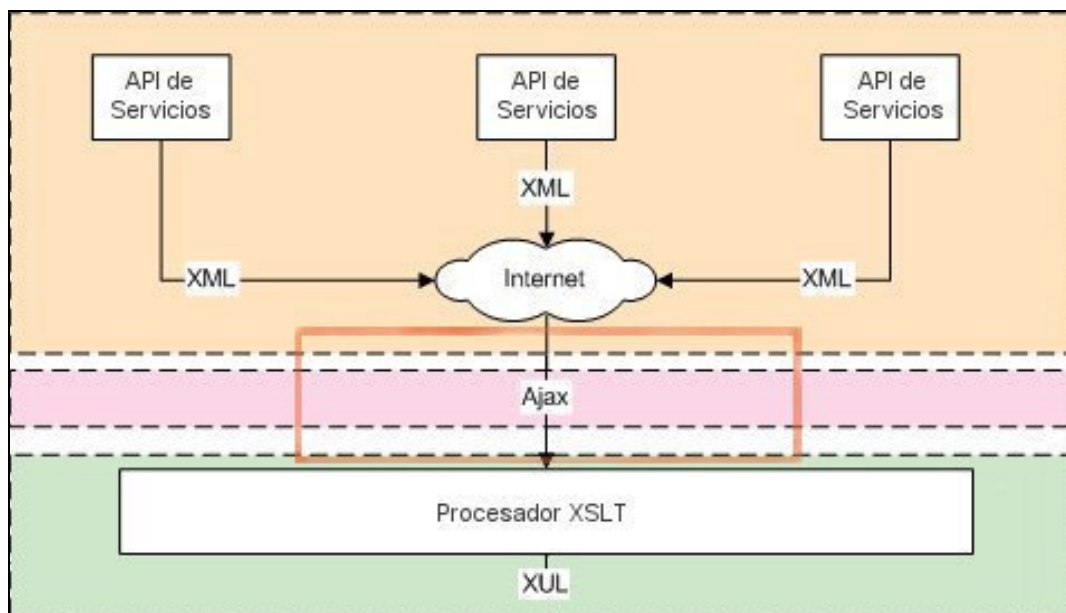 API de
Servicios
API de
Servicios
API de
Servicios
XML
XML
Internet
XML
Ajax
Procesador XSLT
XUL